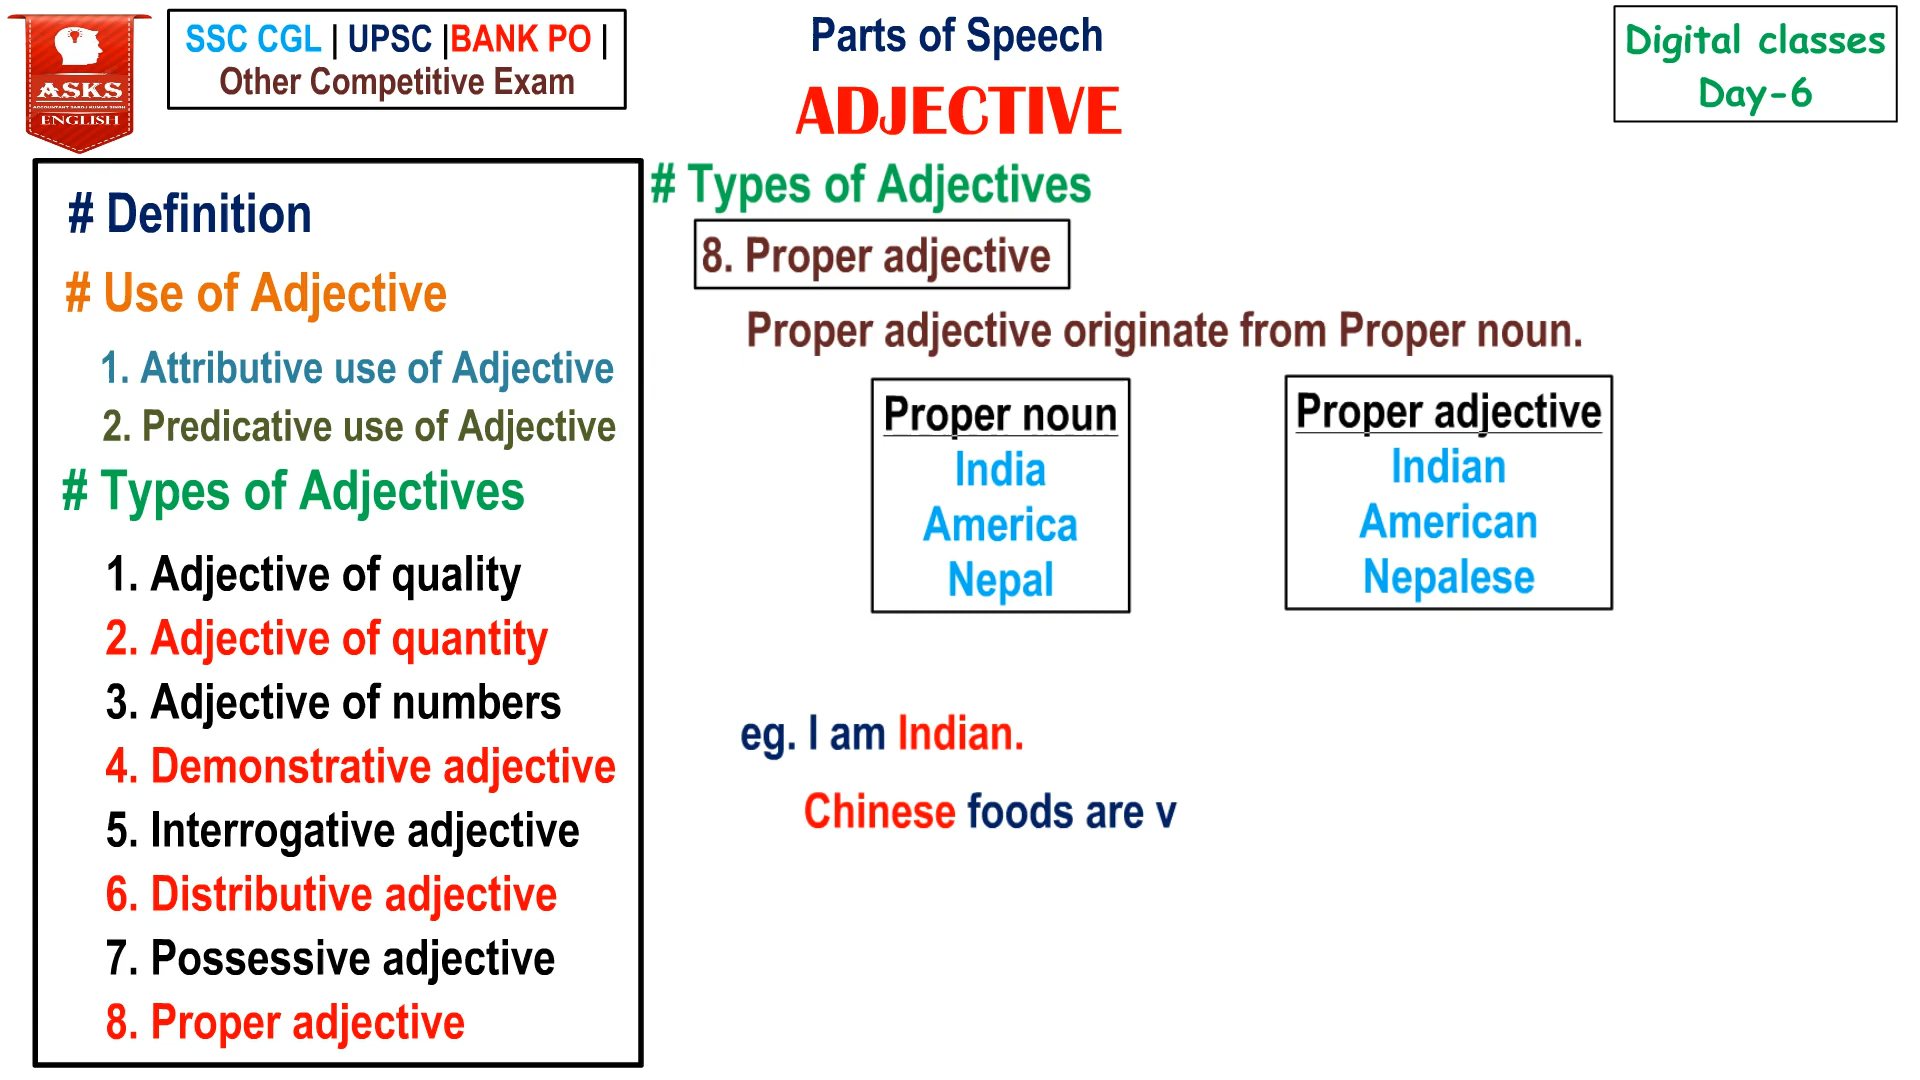 ASKS
ACCOUNTANT SAROJ KUMAR SINGH
ENGLISH
SSC CGL | UPSC |BANK PO |
Other Competitive Exam
Parts of Speech
ADJECTIVE
Digital classes
Day-6
# Definition
# Use of Adjective
1. Attributive use of Adjective
2. Predicative use of Adjective
# Types of Adjectives
1. Adjective of quality
2. Adjective of quantity
3. Adjective of numbers
4. Demonstrative adjective
5. Interrogative adjective
6. Distributive adjective
7. Possessive adjective
8. Proper adjective
# Types of Adjectives
8. Proper adjective
Proper adjective originate from Proper noun.
Proper noun
India
America
Nepal
Proper adjective
Indian
American
Nepalese
eg. I am Indian.
Chinese foods are v